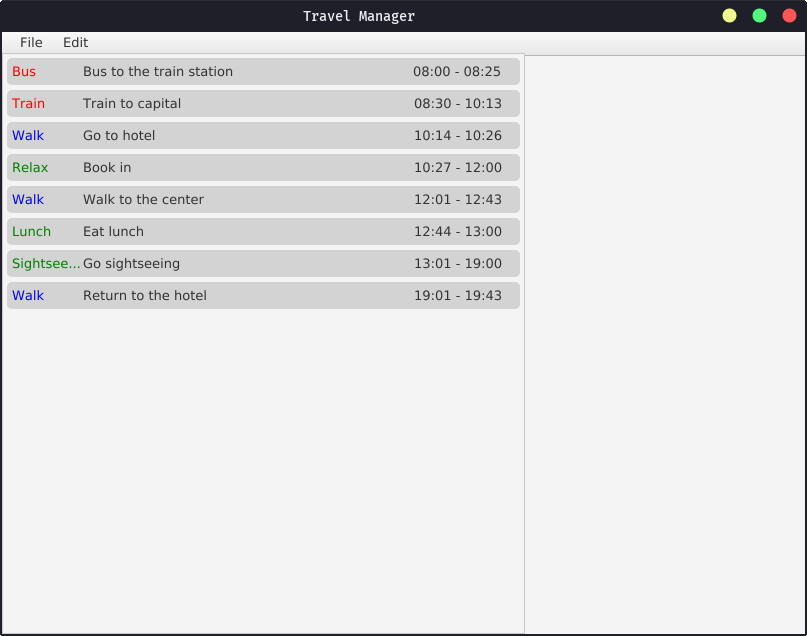 Travel Manager
File Edit
Bus Bus to the train station 08:00 - 08:25
Train Train to capital 08:30 - 10:13
Walk Go to hotel 10:14 - 10:26
Relax Book in 10:27 - 12:00
Walk Walk to the center 12:01 - 12:43
Lunch Eat lunch 12:44 - 13:00
Sightsee... Go sightseeing 13:01 - 19:00
Walk Return to the hotel 19:01 - 19:43